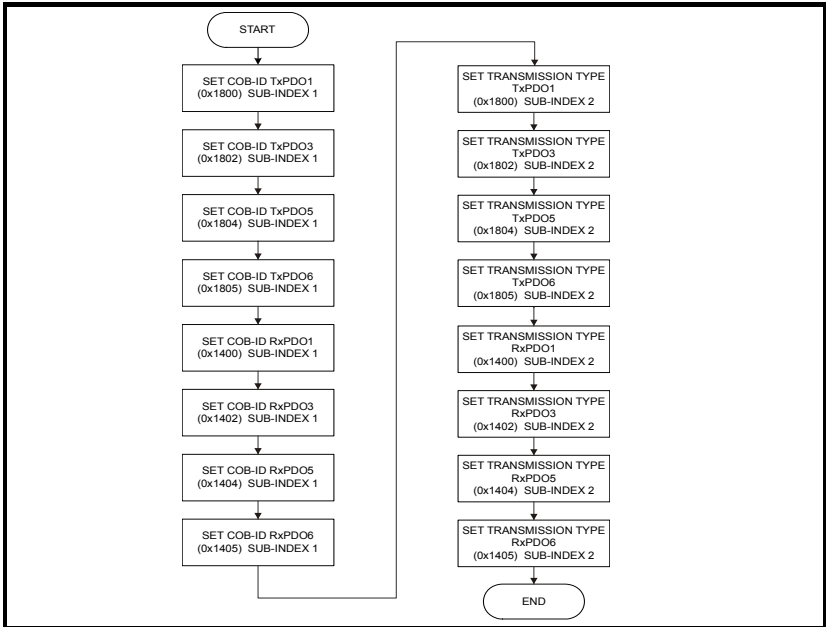 START
SET COB-ID TxPDO1
(0x1800) SUB-INDEX 1
SET COB-ID TxPDO3
(0x1802) SUB-INDEX 1
SET COB-ID TxPDO5
(0x1804) SUB-INDEX 1
SET COB-ID TxPDO6
(0x1805) SUB-INDEX 1
SET COB-ID RxPDO1
(0x1400) SUB-INDEX 1
SET COB-ID RxPDO3
(0x1402) SUB-INDEX 1
SET COB-ID RxPDO5
(0x1404) SUB-INDEX 1
SET COB-ID RxPDO6
(0x1405) SUB-INDEX 1
SET TRANSMISSION TYPE
TxPDO1
(0x1800) SUB-INDEX 2
SET TRANSMISSION TYPE
TxPDO3
(0x1802) SUB-INDEX 2
SET TRANSMISSION TYPE
TxPDO5
(0x1804) SUB-INDEX 2
SET TRANSMISSION TYPE
TxPDO6
(0x1805) SUB-INDEX 2
SET TRANSMISSION TYPE
RxPDO1
(0x1400) SUB-INDEX 2
SET TRANSMISSION TYPE
RxPDO3
(0x1402) SUB-INDEX 2
SET TRANSMISSION TYPE
RxPDO5
(0x1404) SUB-INDEX 2
SET TRANSMISSION TYPE
RxPDO6
(0x1405) SUB-INDEX 2
END